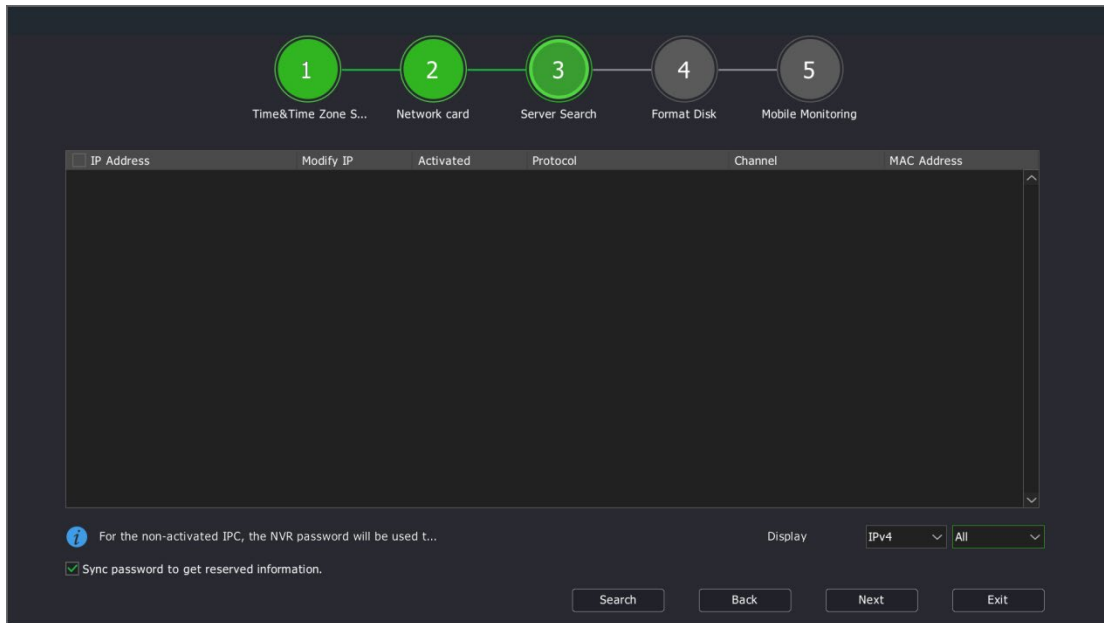 1 2 3 4 5
Time&Time Zone S... Network card Server Search Format Disk Mobile Monitoring
IP Address Modify IP Activated Protocol Channel MAC Address
For the non-activated IPC, the NVR password will be used t... Display IPv4 All
Sync password to get reserved information.
Search Back Next Exit